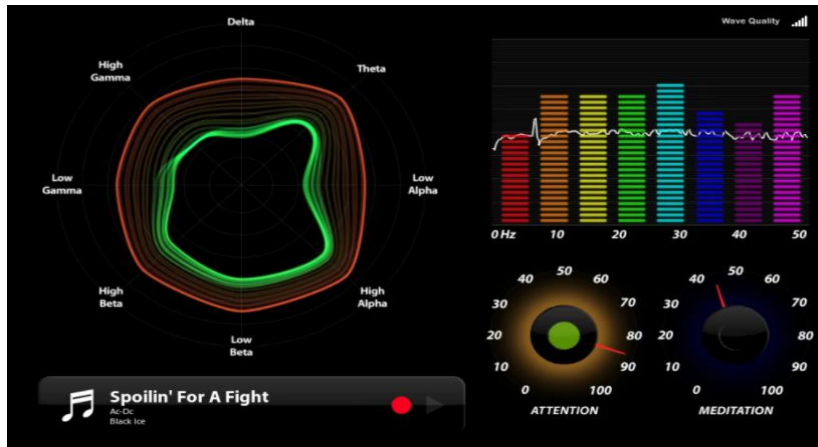 Delta
Wave Quality
High
Gamma
Theta
Low
Gamma
Low
Alpha
High
Beta
High
Alpha
Low
Beta
0 Hz 10 20 30 40 50
Spoilin' For A Fight
Ac-Dc
Black Ice
0 10 20 30 40 50 60 70 80 90 100
ATTENTION
0 10 20 30 40 50 60 70 80 90 100
MEDITATION